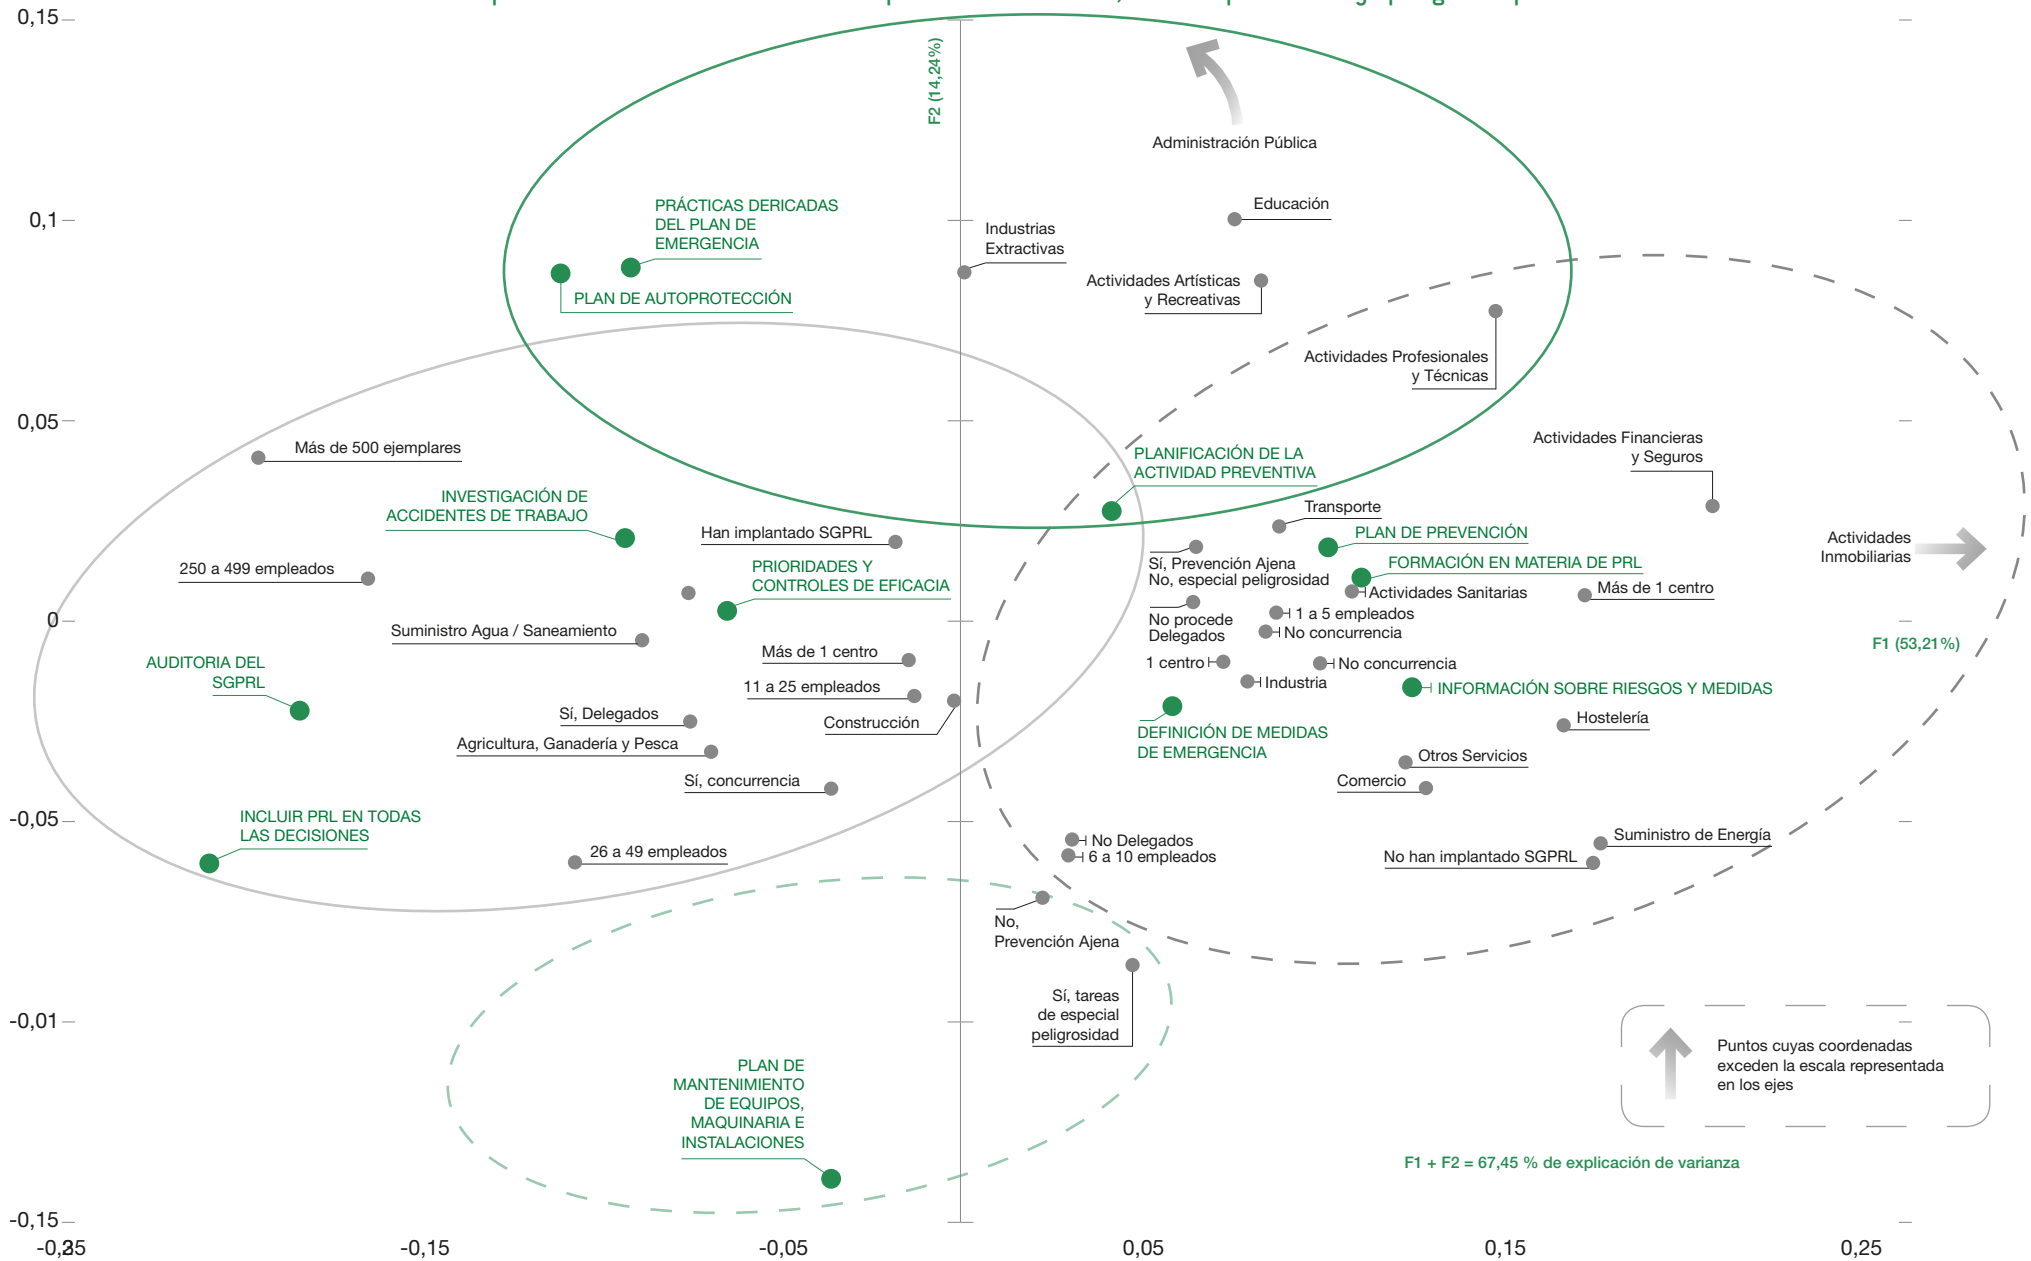 0,15
F2 (14,24%)
Administración Pública
0,1
PRÁCTICAS DERICADAS
DEL PLAN DE
EMERGENCIA
PLAN DE AUTOPROTECCIÓN
Industrias
Extractivas
Educación
Actividades Artísticas
y Recreativas
Actividades Profesionales
y Técnicas
0,05
Más de 500 ejemplares
PLANIFICACIÓN DE LA
ACTIVIDAD PREVENTIVA
Actividades Financieras
y Seguros
INVESTIGACIÓN DE
ACCIDENTES DE TRABAJO
Han implantado SGPRL
Transporte
PLAN DE PREVENCIÓN
Actividades
Inmobiliarias
250 a 499 empleados
PRIORIDADES Y
CONTROLES DE EFICACIA
Sí, Prevención Ajena
No, especial peligrosidad
FORMACIÓN EN MATERIA DE PRL
Actividades Sanitarias
Más de 1 centro
0
Suministro Agua / Saneamiento
No procede
Delegados
1 a 5 empleados
No concurrencia
F1 (53,21%)
AUDITORIA DEL
SGPRL
Más de 1 centro
1 centro
No concurrencia
11 a 25 empleados
Industria
INFORMACIÓN SOBRE RIESGOS Y MEDIDAS
Sí, Delegados
Construcción
DEFINICIÓN DE MEDIDAS
DE EMERGENCIA
Hostelería
Agricultura, Ganadería y Pesca
Otros Servicios
Sí, concurrencia
Comercio
-0,05
INCLUIR PRL EN TODAS
LAS DECISIONES
26 a 49 empleados
No Delegados
6 a 10 empleados
Suministro de Energía
No han implantado SGPRL
No,
Prevención Ajena
Sí, tareas
de especial
peligrosidad
-0,01
PLAN DE
MANTENIMIENTO
DE EQUIPOS,
MAQUINARIA E
INSTALACIONES
Puntos cuyas coordenadas
exceden la escala representada
en los ejes
F1 + F2 = 67,45 % de explicación de varianza
-0,15
-0,15
-0,05
0,05
0,15
0,25